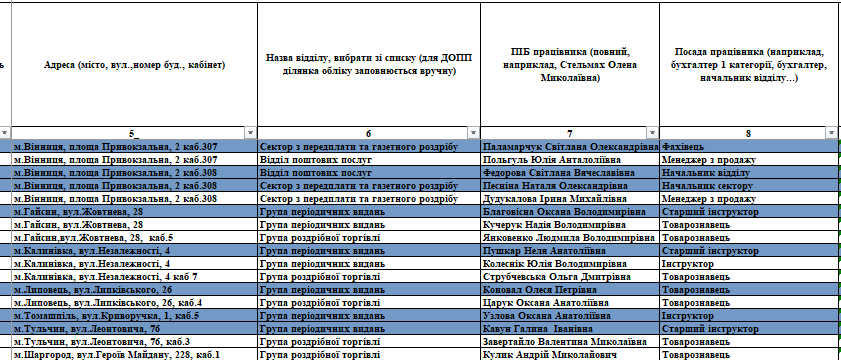 ь
Адреса (місто, вул.,номер буд., кабінет)
Назва відділу, вибрати зі списку (для ДОПП
ділянка обліку заповнюється вручну)
ПІБ працівника (повний,
наприклад, Стельмах Олена
Миколаївна)
Посада працівника (наприклад,
бухгалтер 1 категорії, бухгалтер,
начальник відділу...)
5_ 6 7 8
м.Вінниця, площа Привокзальна, 2 каб.307 Сектор з передплати та газетного роздрібу Паламарчук Світлана Олександрівна Фахівець
м.Вінниця, площа Привокзальна, 2 каб.307 Відділ поштових послуг Польгуль Юлія Анталоліївна Менеджер з продажу
м.Вінниця, площа Привокзальна, 2 каб.308 Відділ поштових послуг Федорова Світлана Вячеславівна Начальник відділу
м.Вінниця, площа Привокзальна, 2 каб.308 Сектор з передплати та газетного роздрібу Песніна Наталя Олександрівна Начальник сектору
м.Вінниця, площа Привокзальна, 2 каб.308 Сектор з передплати та газетного роздрібу Дудукалова Ірина Михайлівна Менеджер з продажу
м.Гайсин, вул.Жовтнева, 28 Група періодичних видань Благовісна Оксана Володимирівна Старший інструктор
м.Гайсин, вул.Жовтнева, 28 Група періодичних видань Кучерук Надія Володимирівна Товарознавець
м.Гайсин,вул.Жовтнева, 28, каб.5 Група роздрібної торгівлі Янковенко Людмила Володимирівна Товарознавець
м.Калинівка, вул.Незалежності, 4 Група періодичних видань Пушкар Неля Анатоліївна Старший інструктор
м.Калинівка, вул.Незалежності, 4 Група періодичних видань Колеснік Юлія Володимирівна Інструктор
м.Калинівка, вул.Незалежності, 4 каб 7 Група роздрібної торгівлі Струбчевська Ольга Дмитрівна Товарознавець
м.Липовець, вул.Липківського, 26 Група періодичних видань Коновал Олеся Петрівна Товарознавець
м.Липовець, вул.Липківського, 26, каб.4 Група роздрібної торгівлі Царук Оксана Анатоліївна Товарознавець
м.Томашпіль, вул.Криворучка, 1, каб.5 Група періодичних видань Узлова Оксана Анатоліївна Інструктор
м.Тульчин, вул.Леонтовича, 76 Група періодичних видань Кавун Галина Іванівна Старший інструктор
м.Тульчин, вул.Леонтовича, 76, каб.3 Група роздрібної торгівлі Завертайло Валентина Миколаївна Товарознавець
м.Шаргород, вул.Героїв Майдану, 228, каб.1 Група роздрібної торгівлі Кулик Андрій Миколайович Товарознавець